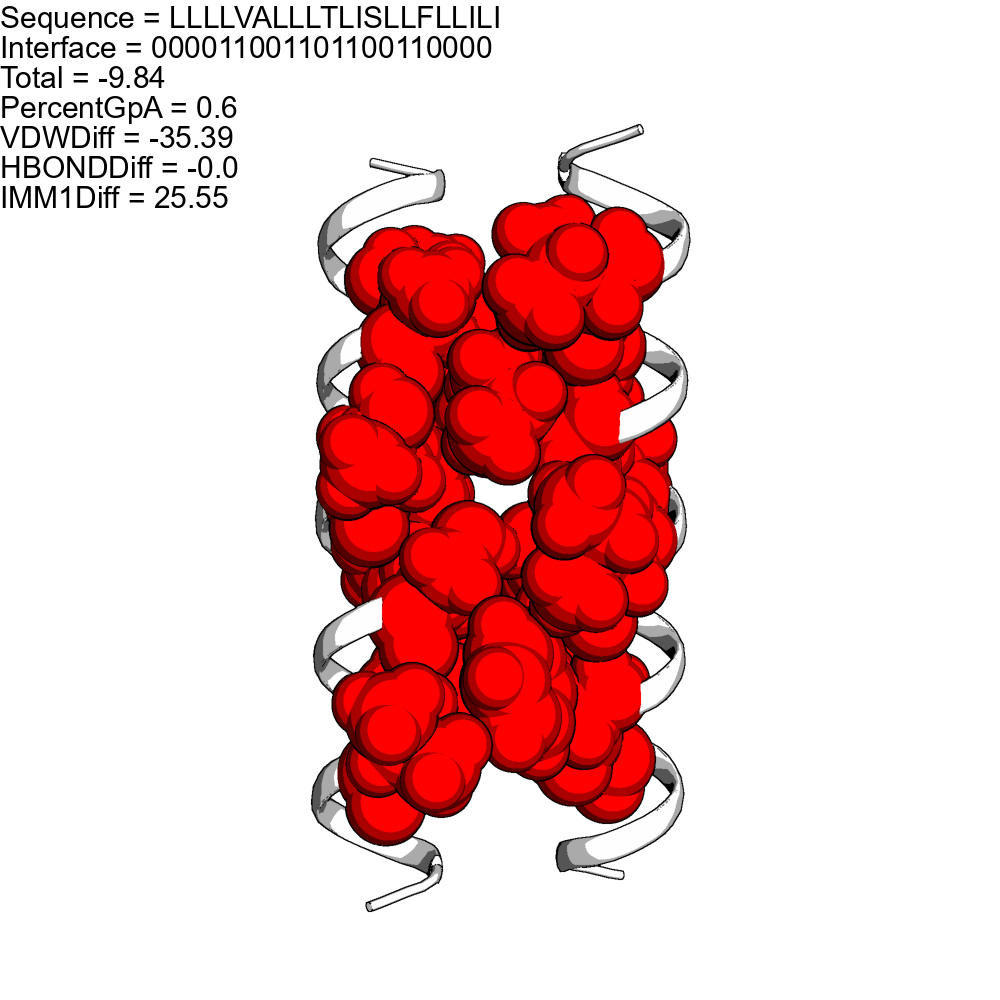 Sequence = LLLLVALLLTLISLLFLLILI
Interface = 000011001101100110000
Total = -9.84
PercentGpA = 0.6
VDWDiff = -35.39
HBONDDiff = -0.0
IMM1Diff = 25.55